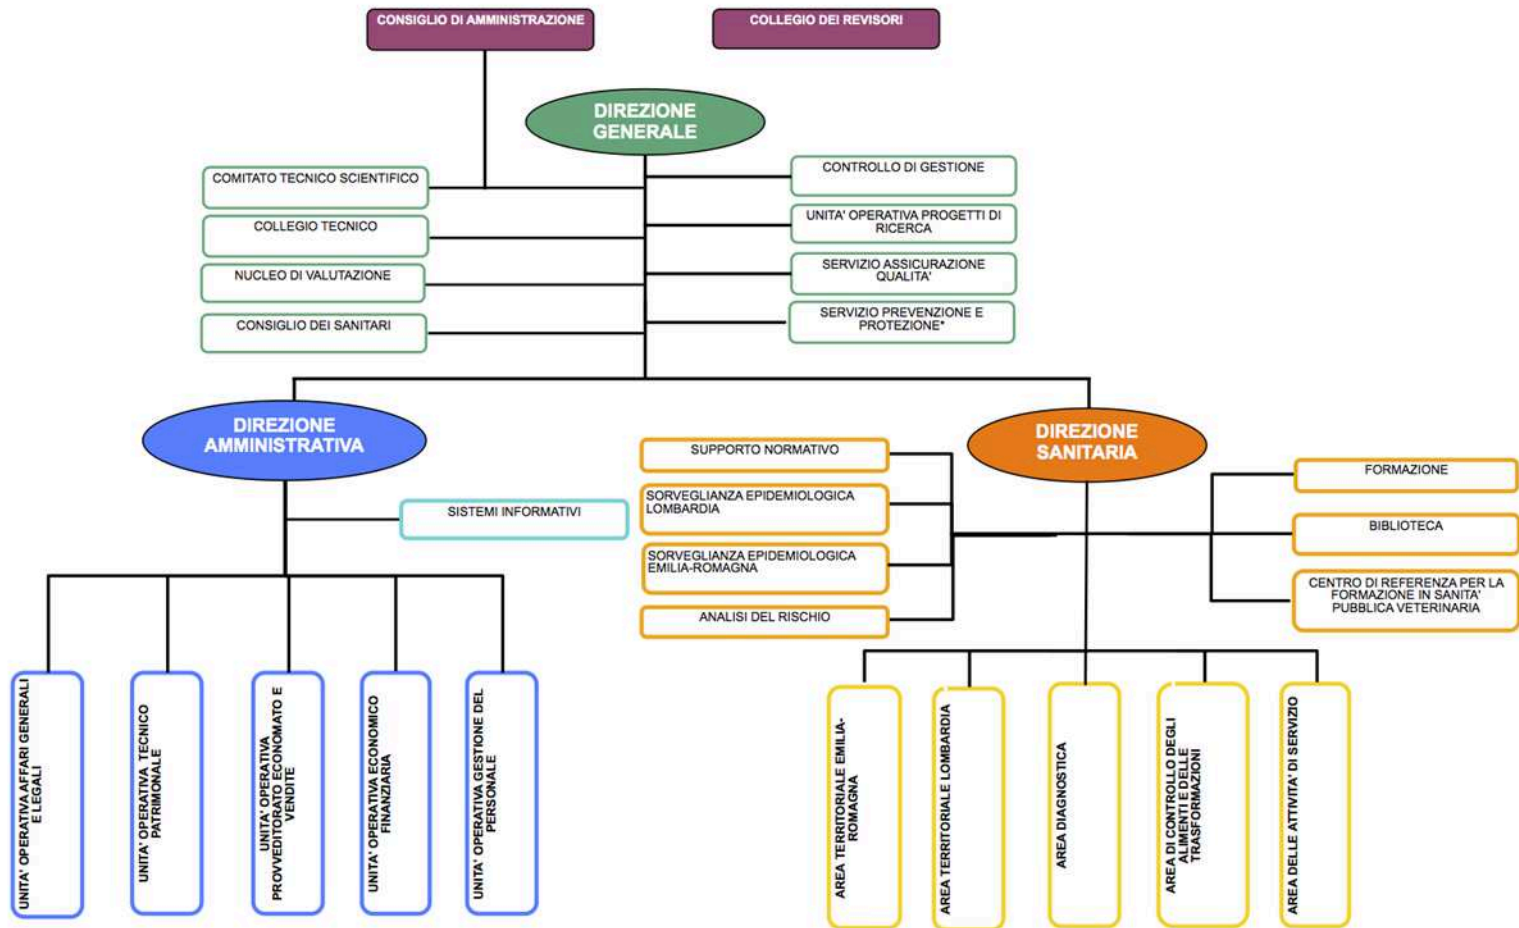 CONSIGLIO DI AMMINISTRAZIONE
COLLEGIO DEI REVISORI
DIREZIONE
GENERALE
COMITATO TECNICO SCIENTIFICO
COLLEGIO TECNICO
NUCLEO DI VALUTAZIONE
CONSIGLIO DEI SANITARI
CONTROLLO DI GESTIONE
UNITA' OPERATIVA PROGETTI DI
RICERCA
SERVIZIO ASSICURAZIONE
QUALITA'
SERVIZIO PREVENZIONE E
PROTEZIONE*
DIREZIONE
AMMINISTRATIVA
SISTEMI INFORMATIVI
UNITA' OPERATIVA AFFARI GENERALI
E LEGALI
UNITA' OPERATIVA TECNICO
PATRIMONALE
UNITA' OPERATIVA
PROVVEDITORATO ECONOMATO E
VENDITE
UNITA' OPERATIVA ECONOMICO
FINANZIARIA
UNITA' OPERATIVA GESTIONE DEL
PERSONALE
DIREZIONE
SANITARIA
SUPPORTO NORMATIVO
SORVEGLIANZA EPIDEMIOLOGICA
LOMBARDIA
SORVEGLIANZA EPIDEMIOLOGICA
EMILIA-ROMAGNA
ANALISI DEL RISCHIO
FORMAZIONE
BIBLIOTECA
CENTRO DI REFERENZA PER LA
FORMAZIONE IN SANITA'
PUBBLICA VETERINARIA
AREA TERRITORIALE EMILIA-
ROMAGNA
AREA TERRITORIALE LOMBARDIA
AREA DIAGNOSTICA
AREA DI CONTROLLO DEGLI
ALIMENTI E DELLE
TRASFORMAZIONI
AREA DELLE ATTIVITA' DI SERVIZIO